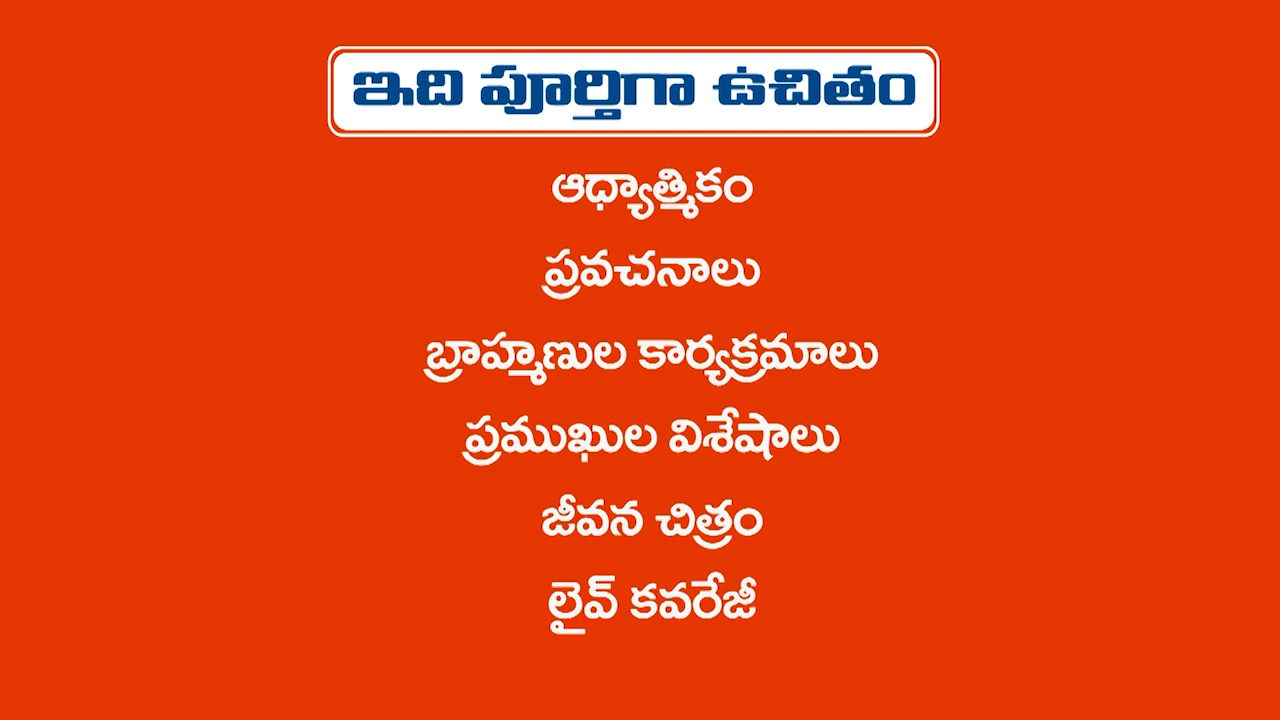 ఇది పూర్తిగా ఉచితం
ఆధ్యాత్మికం
ప్రవచనాలు
బ్రాహ్మణుల కార్యక్రమాలు
ప్రముఖుల విశేషాలు
జీవన చిత్రం
లైవ్ కవరేజీ